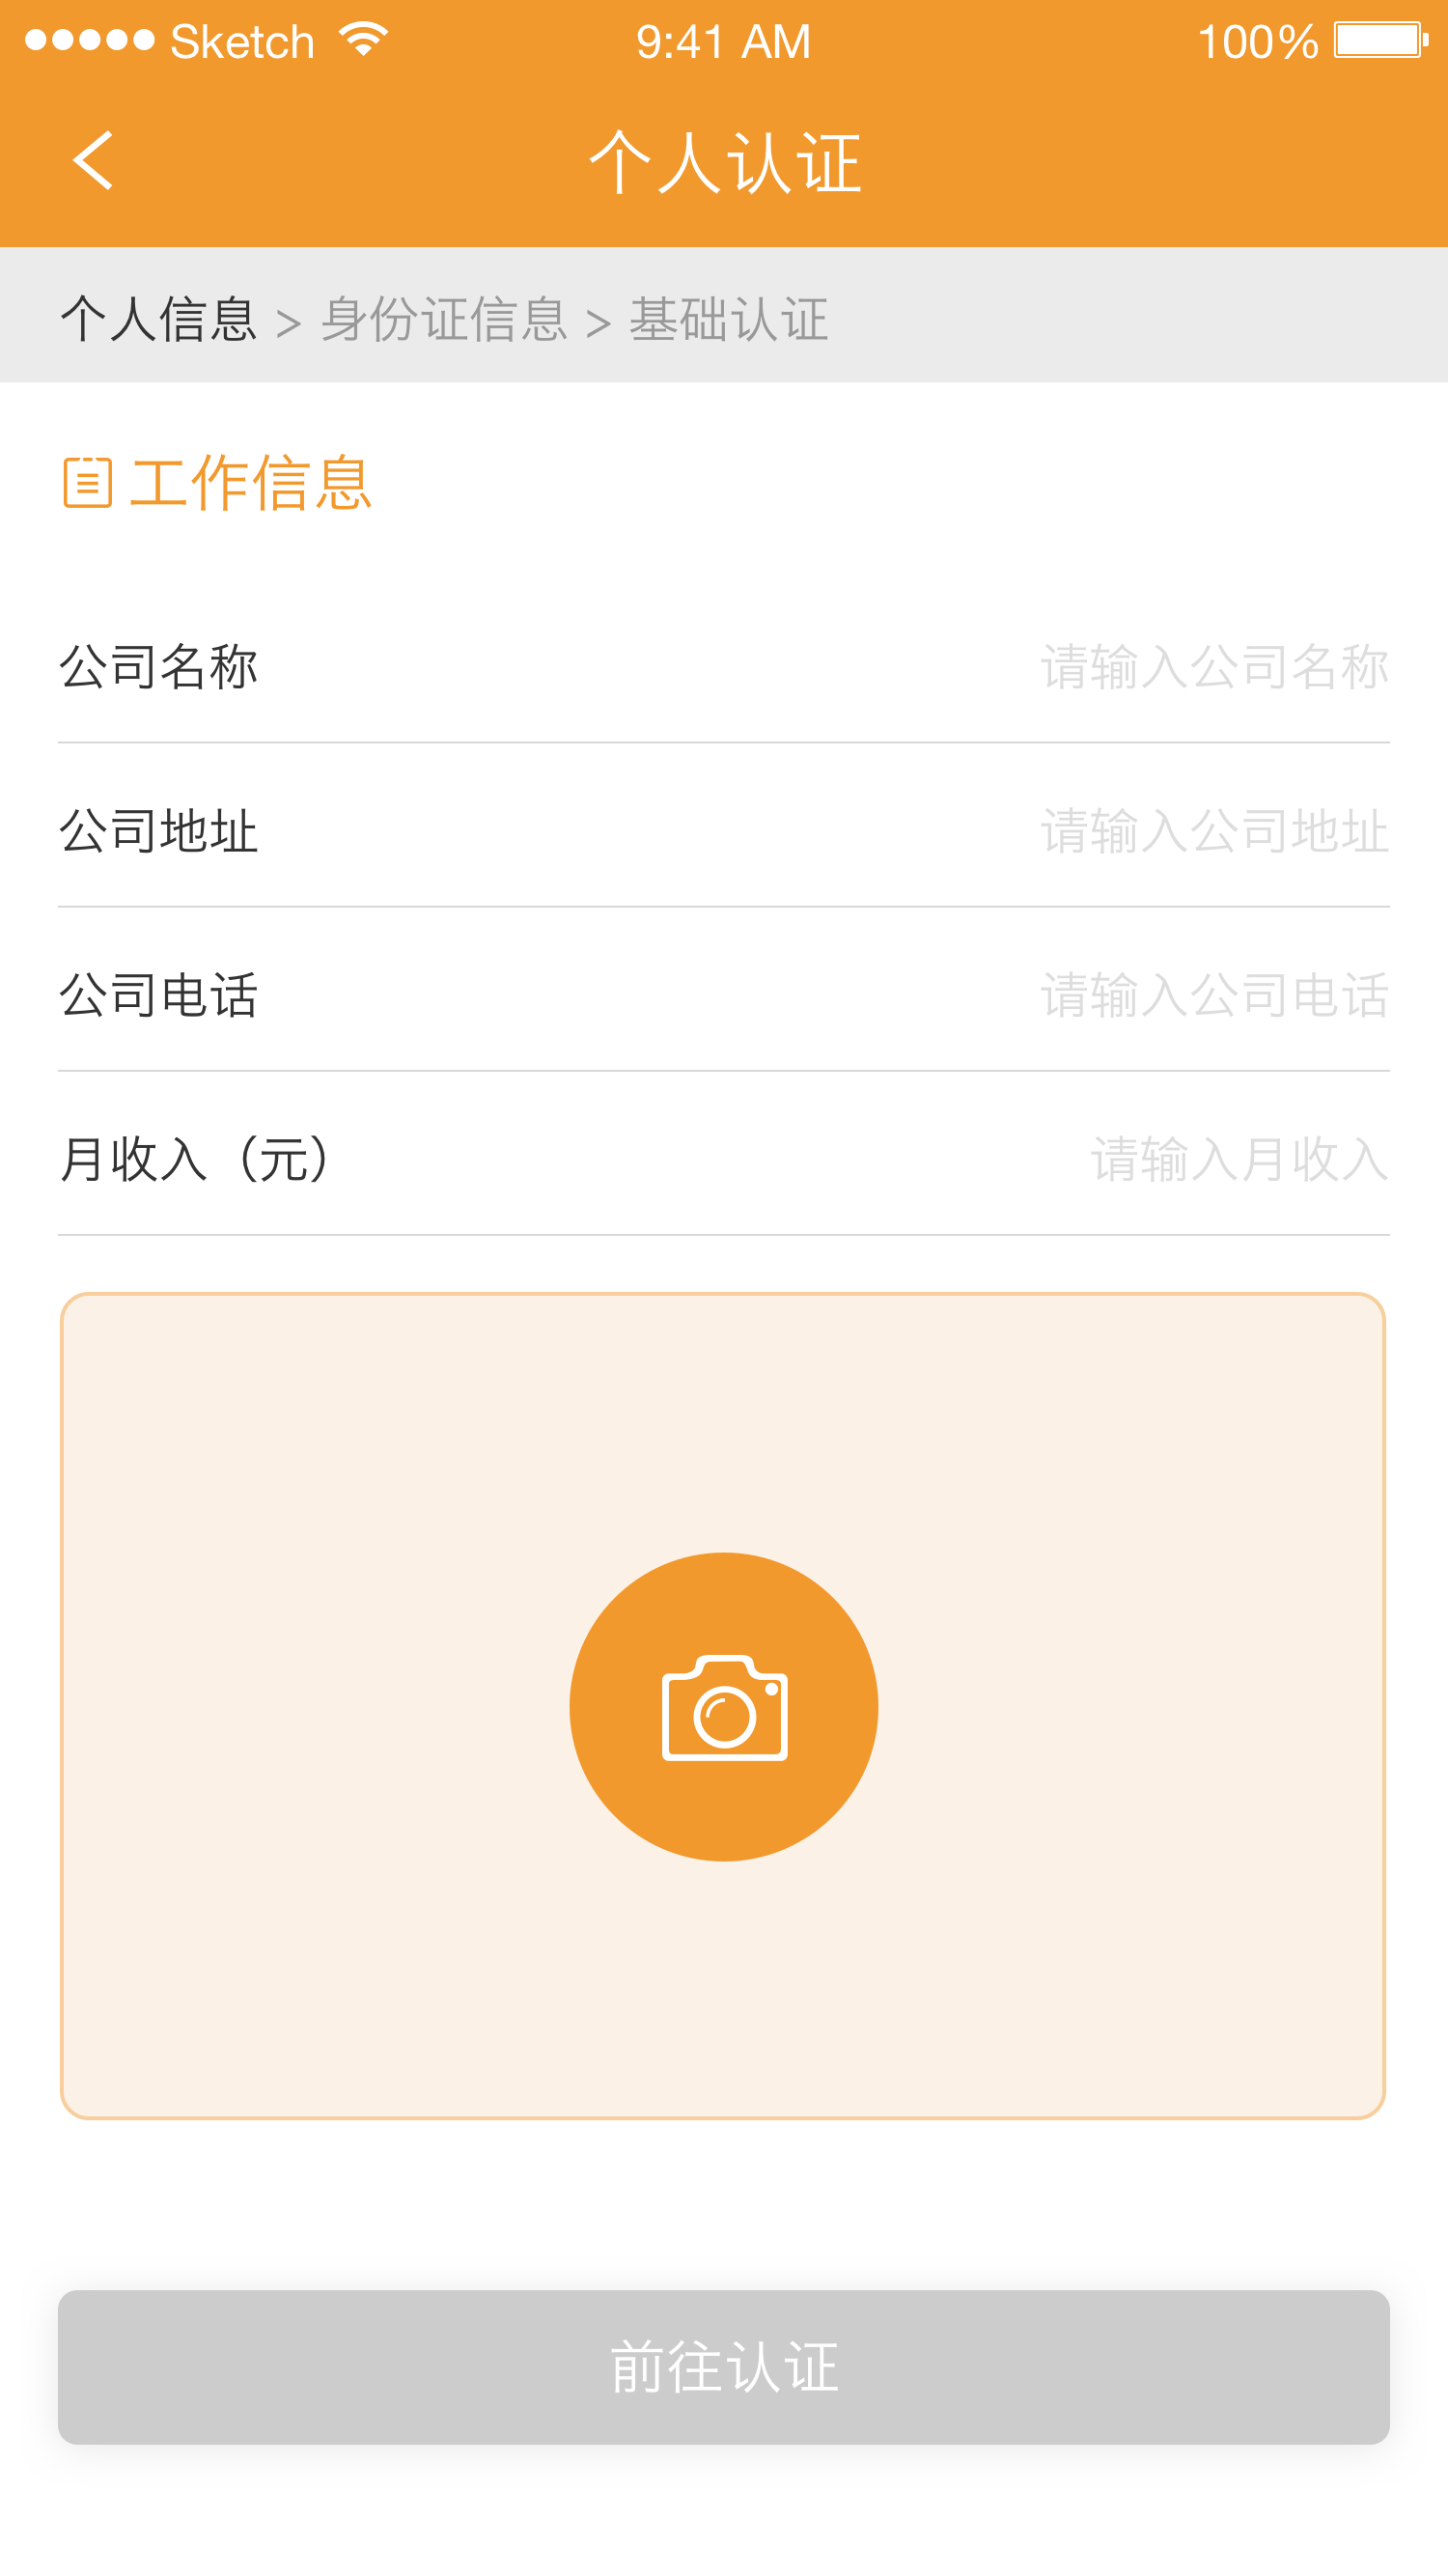 Sketch 9:41 AM 100%
个人认证
个人信息 > 身份证信息 > 基础认证
工作信息
公司名称 请输入公司名称
公司地址 请输入公司地址
公司电话 请输入公司电话
月收入（元） 请输入月收入
前往认证